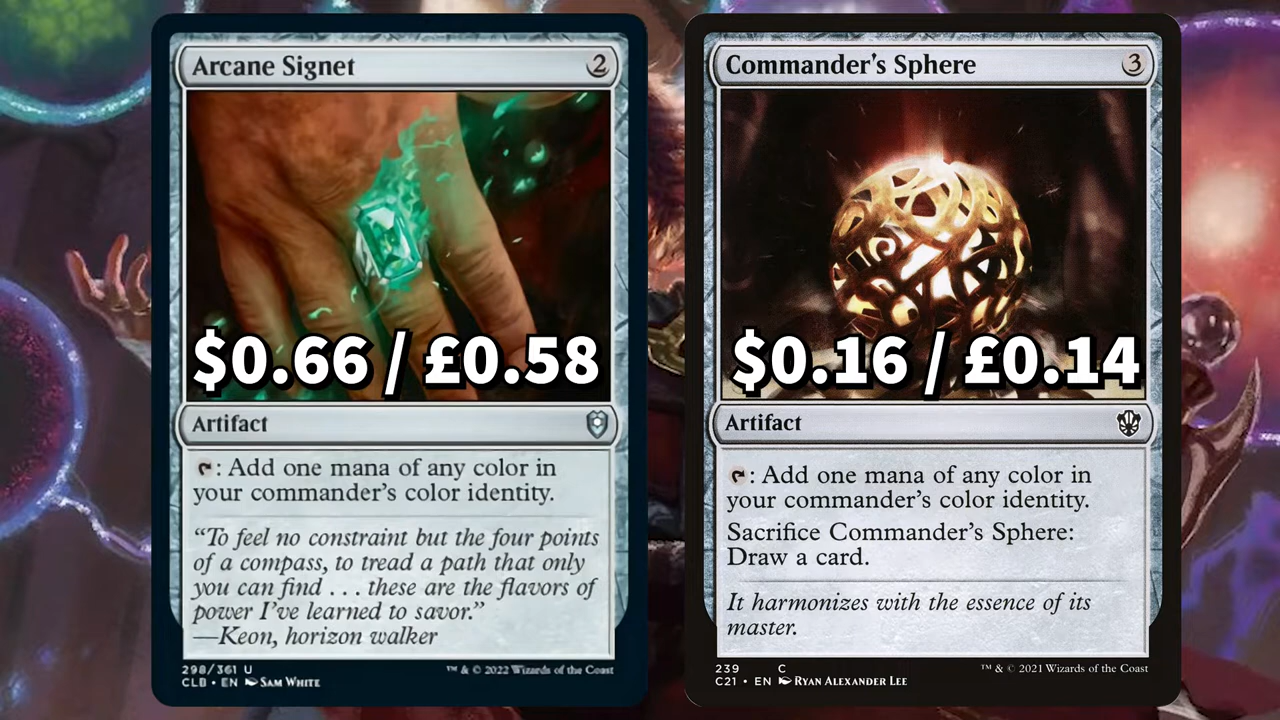 Arcane Signet 2
$0.66 / £0.58
Artifact
: Add one mana of any color in
your commander's color identity.
“To feel no constraint but the four points
of a compass, to tread a path that only
you can find . . . these are the flavors of
power I've learned to savor.”
—Keon, horizon walker
298/361 U
™ & © 2022 Wizards of the Coast
CLB • EN Sam White
Commander's Sphere 3
$0.16 / £0.14
Artifact
: Add one mana of any color in
your commander's color identity.
Sacrifice Commander's Sphere:
Draw a card.
It harmonizes with the essence of its
master.
239 C
™ & © 2021 Wizards of the Coast
C21 • EN Ryan Alexander Lee